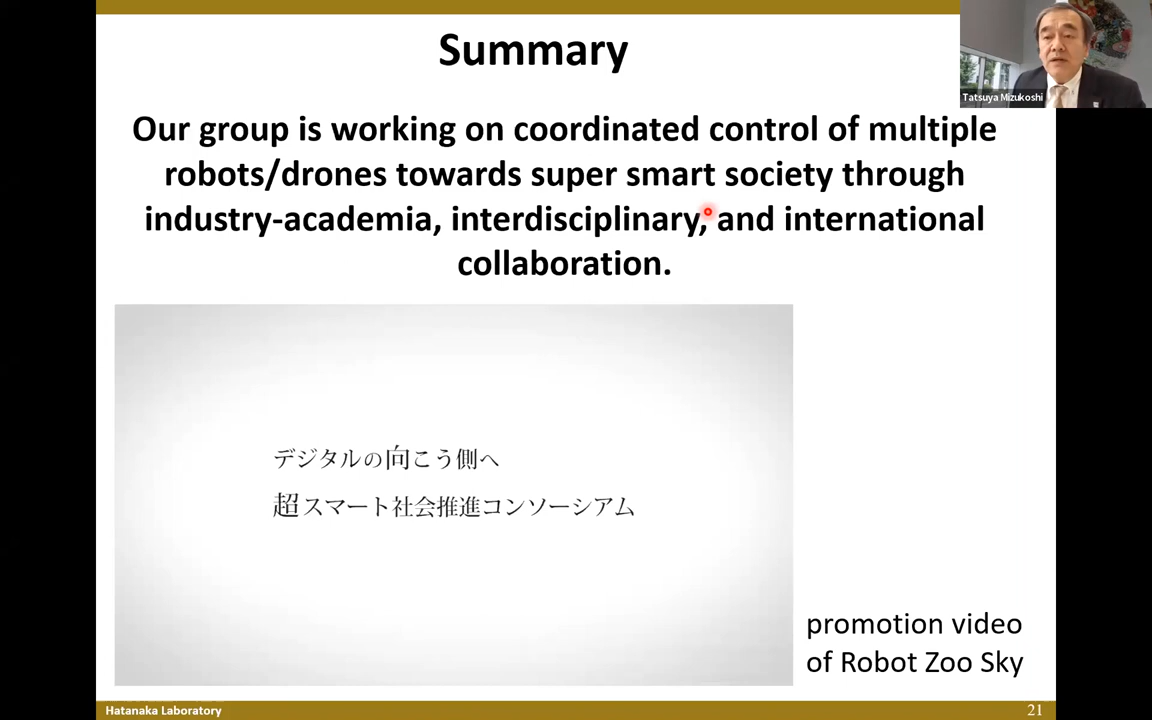 Summary
Tatsuya Mizukoshi
Our group is working on coordinated control of multiple
robots/drones towards super smart society through
industry-academia, interdisciplinary, and international
collaboration.
デジタルの向こう側へ
超スマート社会推進コンソーシアム
promotion video
of Robot Zoo Sky
Hatanaka Laboratory
21